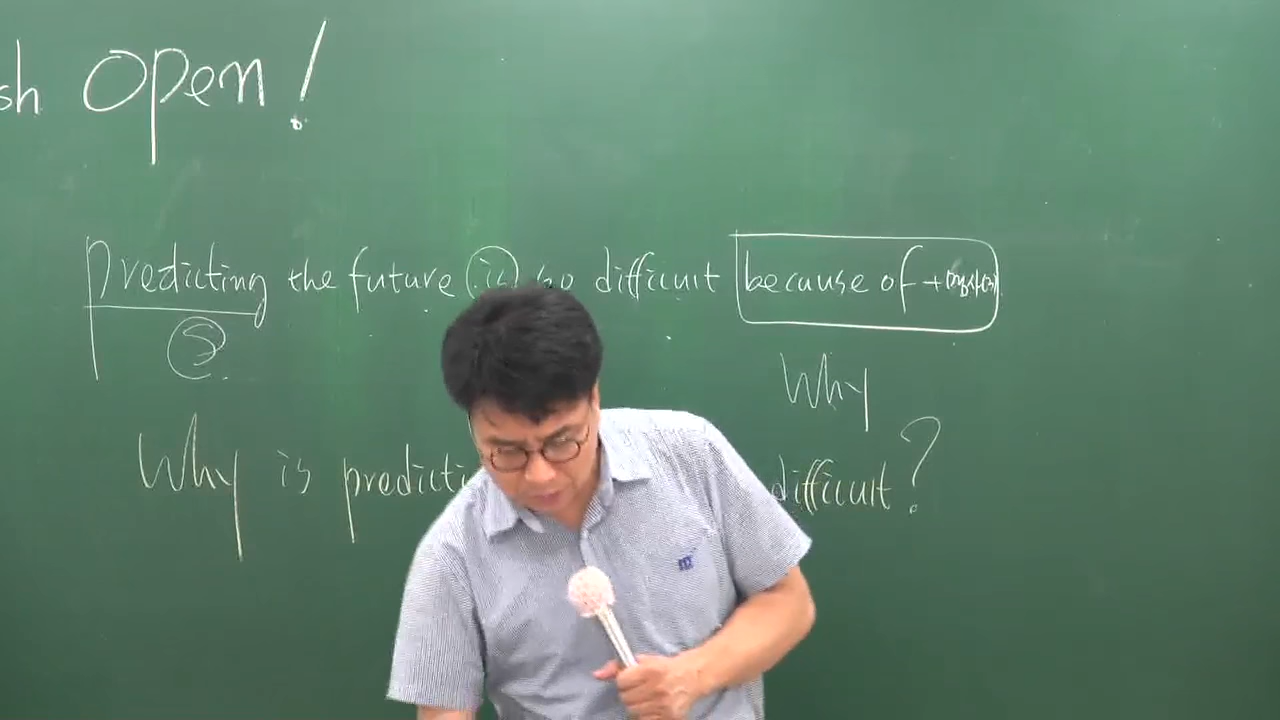 sh open!
predicting the future is so difficult because of +
S
Why
Why is predicti difficult?
m